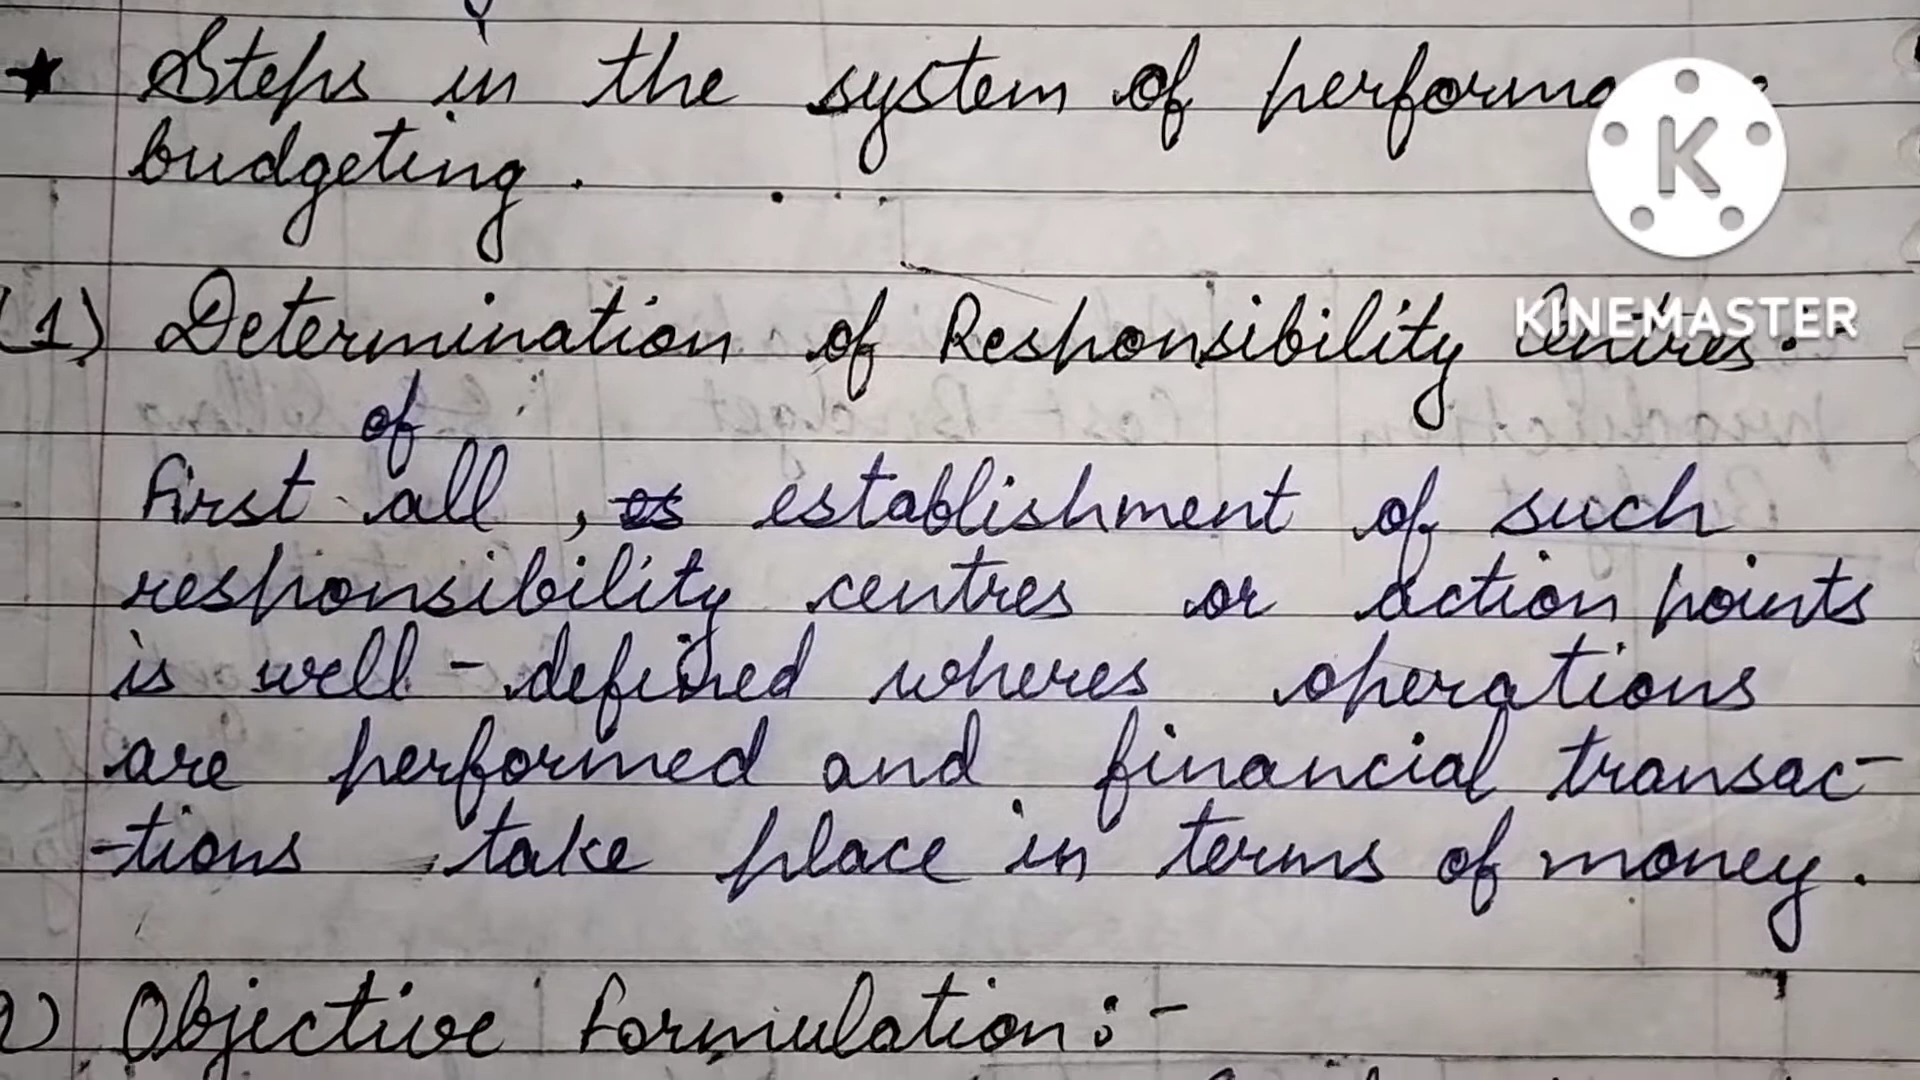 ★ Steps in the system of performa
budgeting.
(1) Determination of Responsibility Centres:-
of
First all, es establishment of such
responsibility centres or action points
is well-defined wheres operations
are performed and financial transac-
-tions take place in terms of money.
2) Objective Formulation:-
K
KINEMASTER